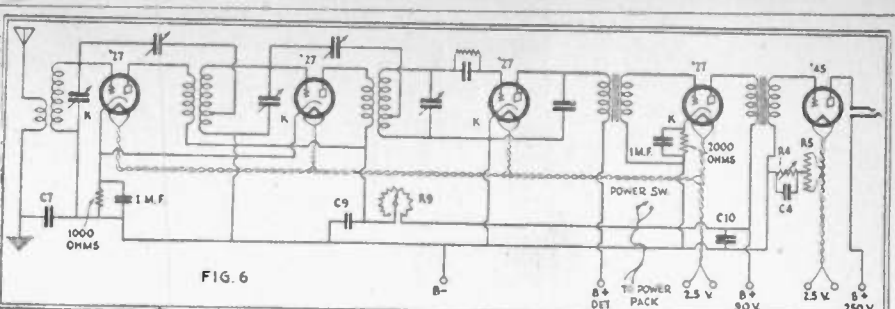 '27
'27
'27
'27
'45
K
K
K
K
1 M.F.
2000
OHMS
R4
R5
C4
POWER SW.
C7
1000
OHMS
1 M.F.
C9
R9
C10
FIG. 6
B-
B+
DET
TO POWER
PACK
2.5 V.
B+
90 V.
2.5 V.
B+
250 V.